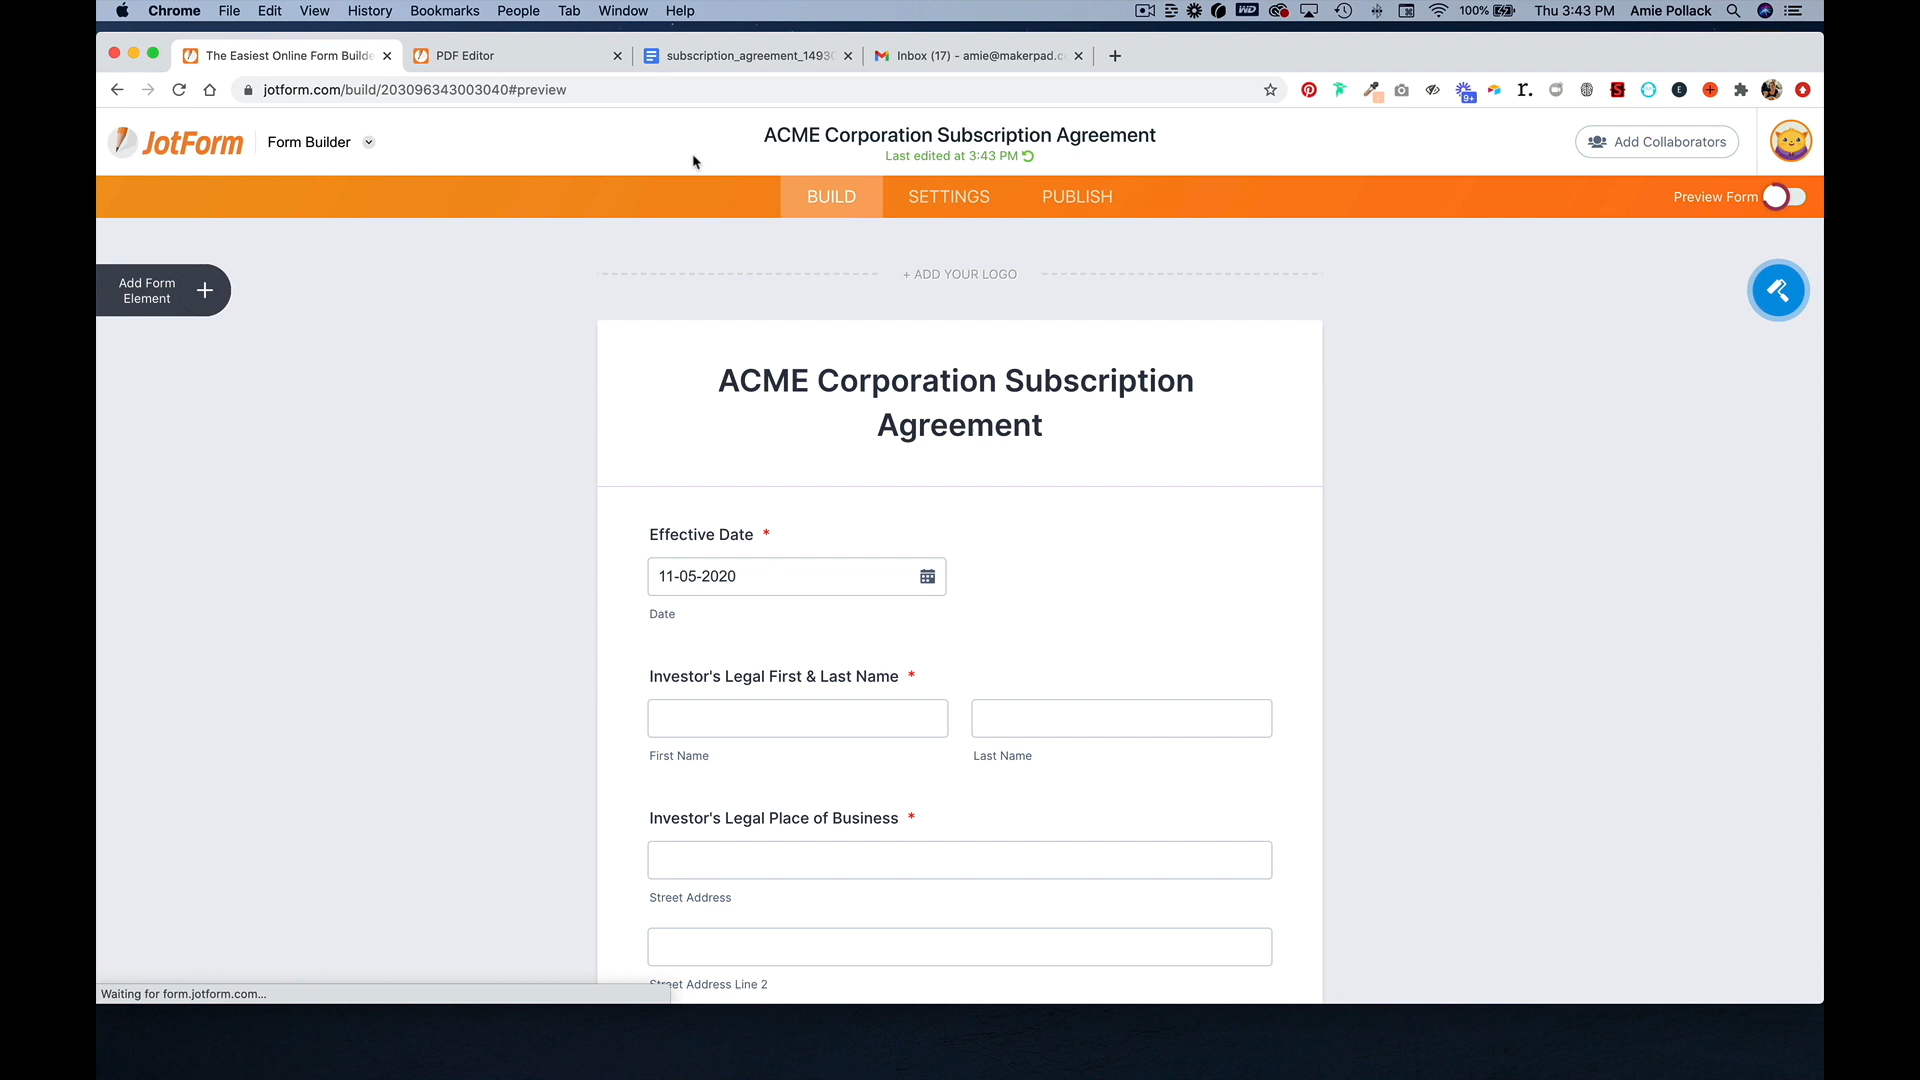 Chrome File Edit View History Bookmarks People Tab Window Help
100% Thu 3:43 PM Amie Pollack
The Easiest Online Form Builde
PDF Editor
subscription_agreement_1493
Inbox (17) - amie@makerpad.c
jotform.com/build/203096343003040#preview
JotForm
Form Builder
ACME Corporation Subscription Agreement
Last edited at 3:43 PM
Add Collaborators
BUILD SETTINGS PUBLISH
Preview Form
Add Form
Element
+ ADD YOUR LOGO
ACME Corporation Subscription
Agreement
Effective Date *
11-05-2020
Date
Investor's Legal First & Last Name *
First Name
Last Name
Investor's Legal Place of Business *
Street Address
Street Address Line 2
Waiting for form.jotform.com...